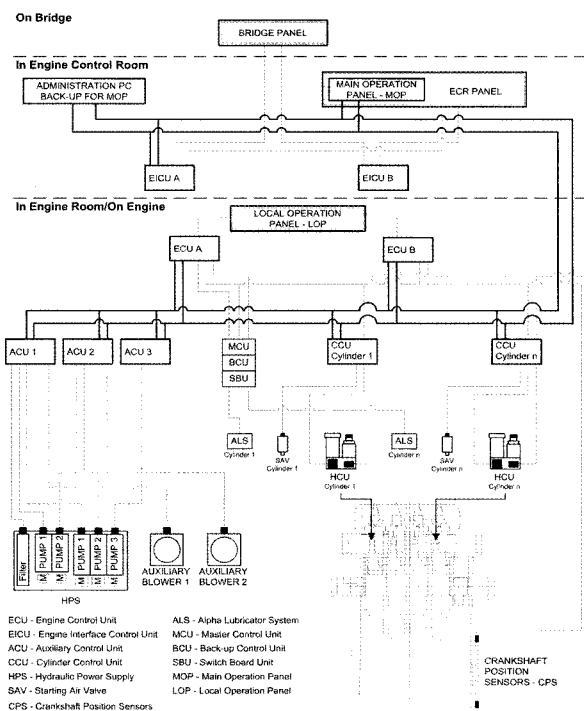 On Bridge
BRIDGE PANEL
In Engine Control Room
ADMINISTRATION PC
BACK-UP FOR MOP
MAIN OPERATION
PANEL - MOP
ECR PANEL
EICU A
EICU B
In Engine Room/On Engine
LOCAL OPERATION
PANEL - LOP
ECU A
ECU B
ACU 1
ACU 2
ACU 3
MCU
BCU
SBU
CCU
Cylinder 1
CCU
Cylinder n
ALS
Cylinder 1
SAV
Cylinder 1
HCU
Cylinder 1
ALS
Cylinder n
SAV
Cylinder n
HCU
Cylinder n
Filter
M PUMP 1
M PUMP 2
M PUMP 1
M PUMP 2
M PUMP 3
HPS
AUXILIARY
BLOWER 1
AUXILIARY
BLOWER 2
ECU - Engine Control Unit
EICU - Engine Interface Control Unit
ACU - Auxiliary Control Unit
CCU - Cylinder Control Unit
HPS - Hydraulic Power Supply
SAV - Starting Air Valve
CPS - Crankshaft Position Sensors
ALS - Alpha Lubricator System
MCU - Master Control Unit
BCU - Back-up Control Unit
SBU - Switch Board Unit
MOP - Main Operation Panel
LOP - Local Operation Panel
CRANKSHAFT
POSITION
SENSORS - CPS